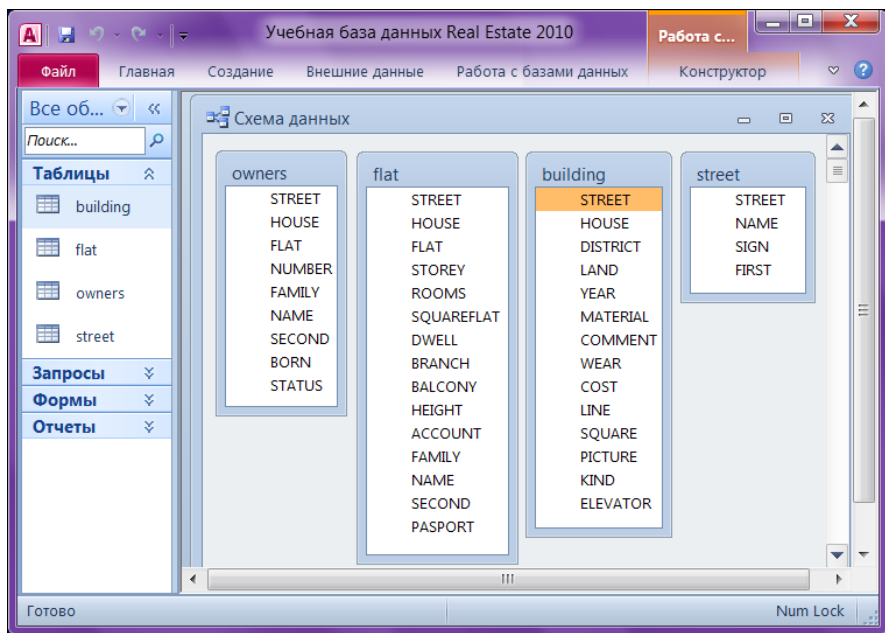 A
Учебная база данных Real Estate 2010
Работа с...
Файл
Главная
Создание
Внешние данные
Работа с базами данных
Конструктор
Все об...
Поиск...
Таблицы
building
flat
owners
street
Запросы
Формы
Отчеты
Схема данных
owners
STREET
HOUSE
FLAT
NUMBER
FAMILY
NAME
SECOND
BORN
STATUS
flat
STREET
HOUSE
FLAT
STOREY
ROOMS
SQUAREFLAT
DWELL
BRANCH
BALCONY
HEIGHT
ACCOUNT
FAMILY
NAME
SECOND
PASPORT
building
STREET
HOUSE
DISTRICT
LAND
YEAR
MATERIAL
COMMENT
WEAR
COST
LINE
SQUARE
PICTURE
KIND
ELEVATOR
street
STREET
NAME
SIGN
FIRST
Готово
Num Lock